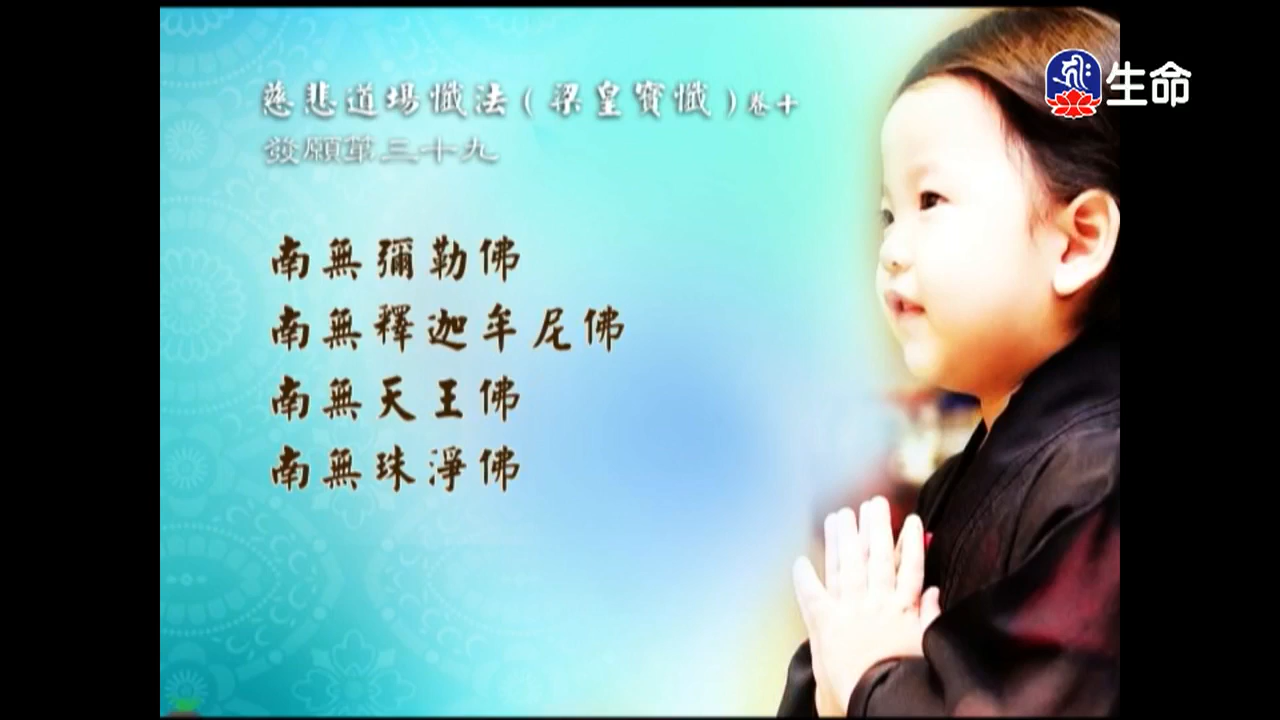 慈悲道場懺法(梁皇寶懺)卷十
發願第三十九
南無彌勒佛
南無釋迦牟尼佛
南無天王佛
南無珠淨佛
生命